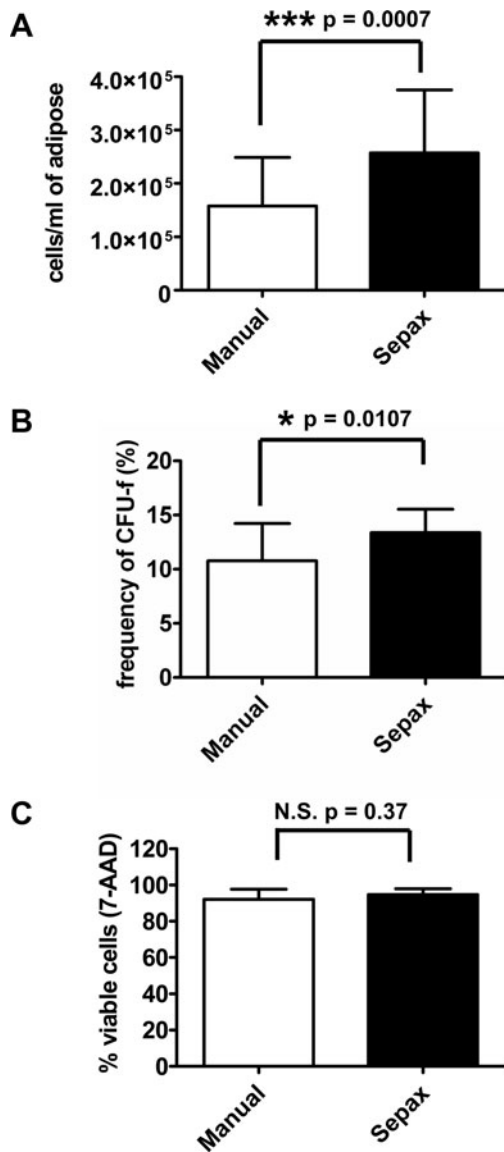 A
*** p = 0.0007
cells/ml of adipose
4.0×10⁵
3.0×10⁵
2.0×10⁵
1.0×10⁵
0
Manual
Sepax
B
* p = 0.0107
frequency of CFU-f (%)
20
15
10
5
0
Manual
Sepax
C
N.S. p = 0.37
% viable cells (7-AAD)
120
100
80
60
40
20
0
Manual
Sepax